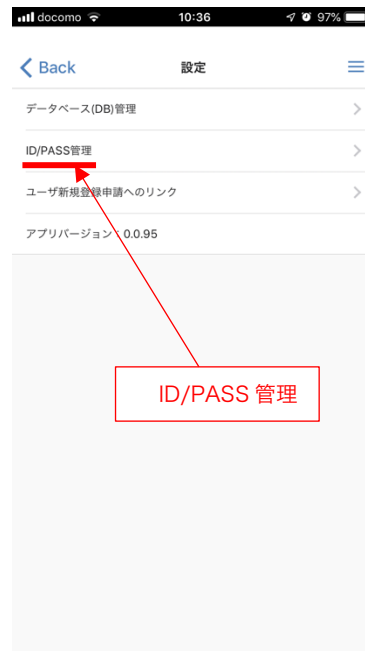 docomo 10:36 97%
Back 設定
データベース(DB)管理
ID/PASS管理
ユーザ新規登録申請へのリンク
アプリバージョン : 0.0.95
ID/PASS 管理